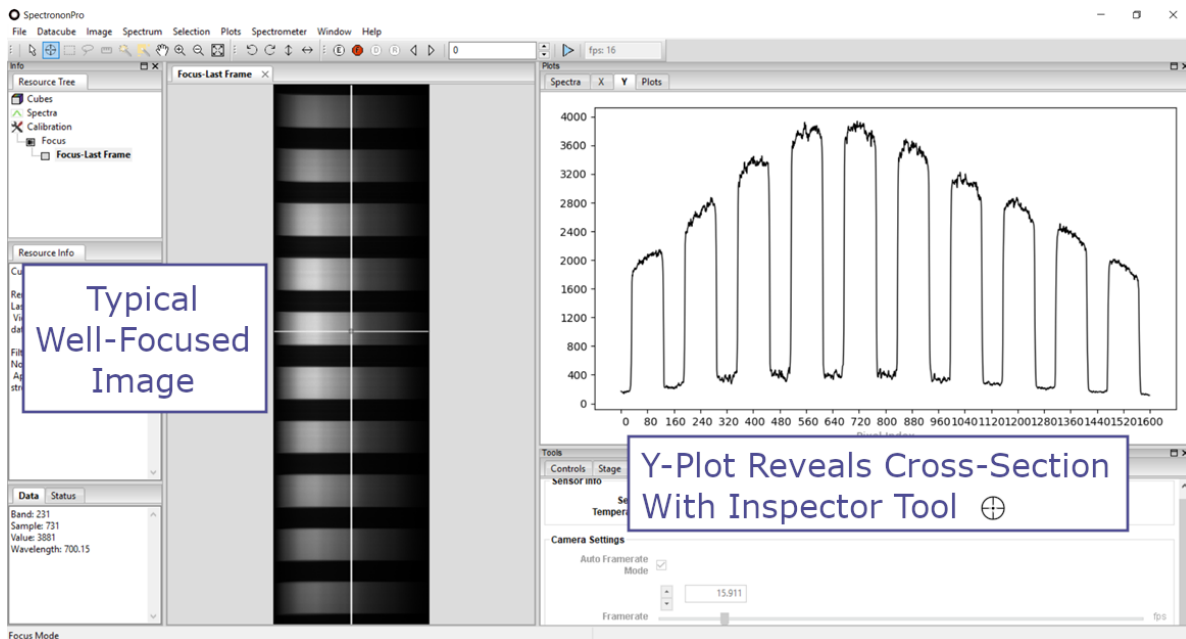 SpectrononPro
File Datacube Image Spectrum Selection Plots Spectrometer Window Help
0
fps: 16
Info
Resource Tree
Cubes
Spectra
Calibration
Focus
Focus-Last Frame
Resource Info
Data Status
Band: 231
Sample: 731
Value: 3881
Wavelength: 700.15
Focus Mode
Focus-Last Frame
Typical
Well-Focused
Image
Plots
Spectra X Y Plots
4000
3600
3200
2800
2400
2000
1600
1200
800
400
0
0 80 160 240 320 400 480 560 640 720 800 880 960 1040 1120 1200 1280 1360 1440 1520 1600
Y-Plot Reveals Cross-Section
With Inspector Tool
Tools
Controls Stage
Sensor Info
Camera Settings
Auto Framerate
Mode
15.911
Framerate
fps